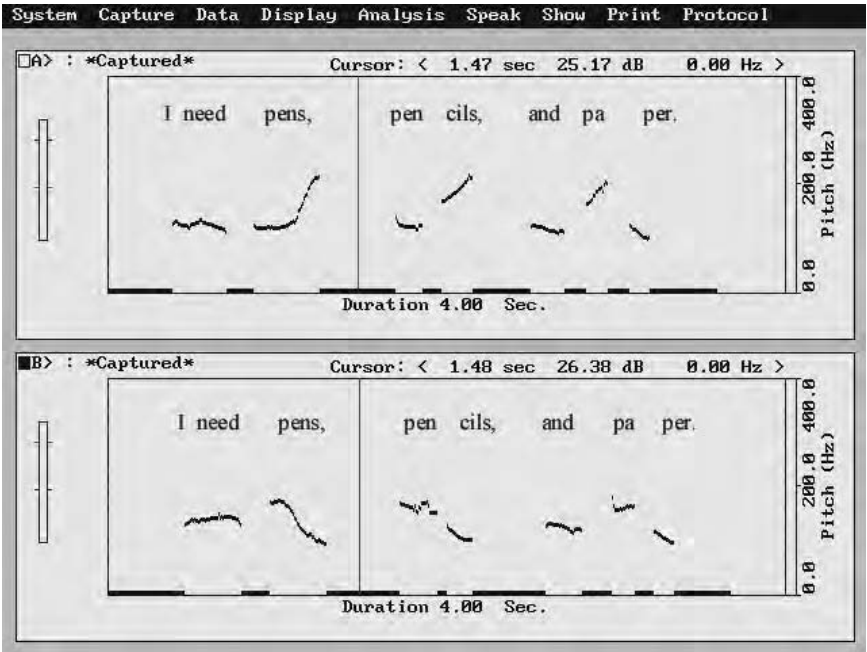 System Capture Data Display Analysis Speak Show Print Protocol
□A> : *Captured* Cursor: < 1.47 sec 25.17 dB 0.00 Hz >
I need pens, pen cils, and pa per.
400.0
200.0
0.0
Pitch (Hz)
Duration 4.00 Sec.
■B> : *Captured* Cursor: < 1.48 sec 26.38 dB 0.00 Hz >
I need pens, pen cils, and pa per.
400.0
200.0
0.0
Pitch (Hz)
Duration 4.00 Sec.